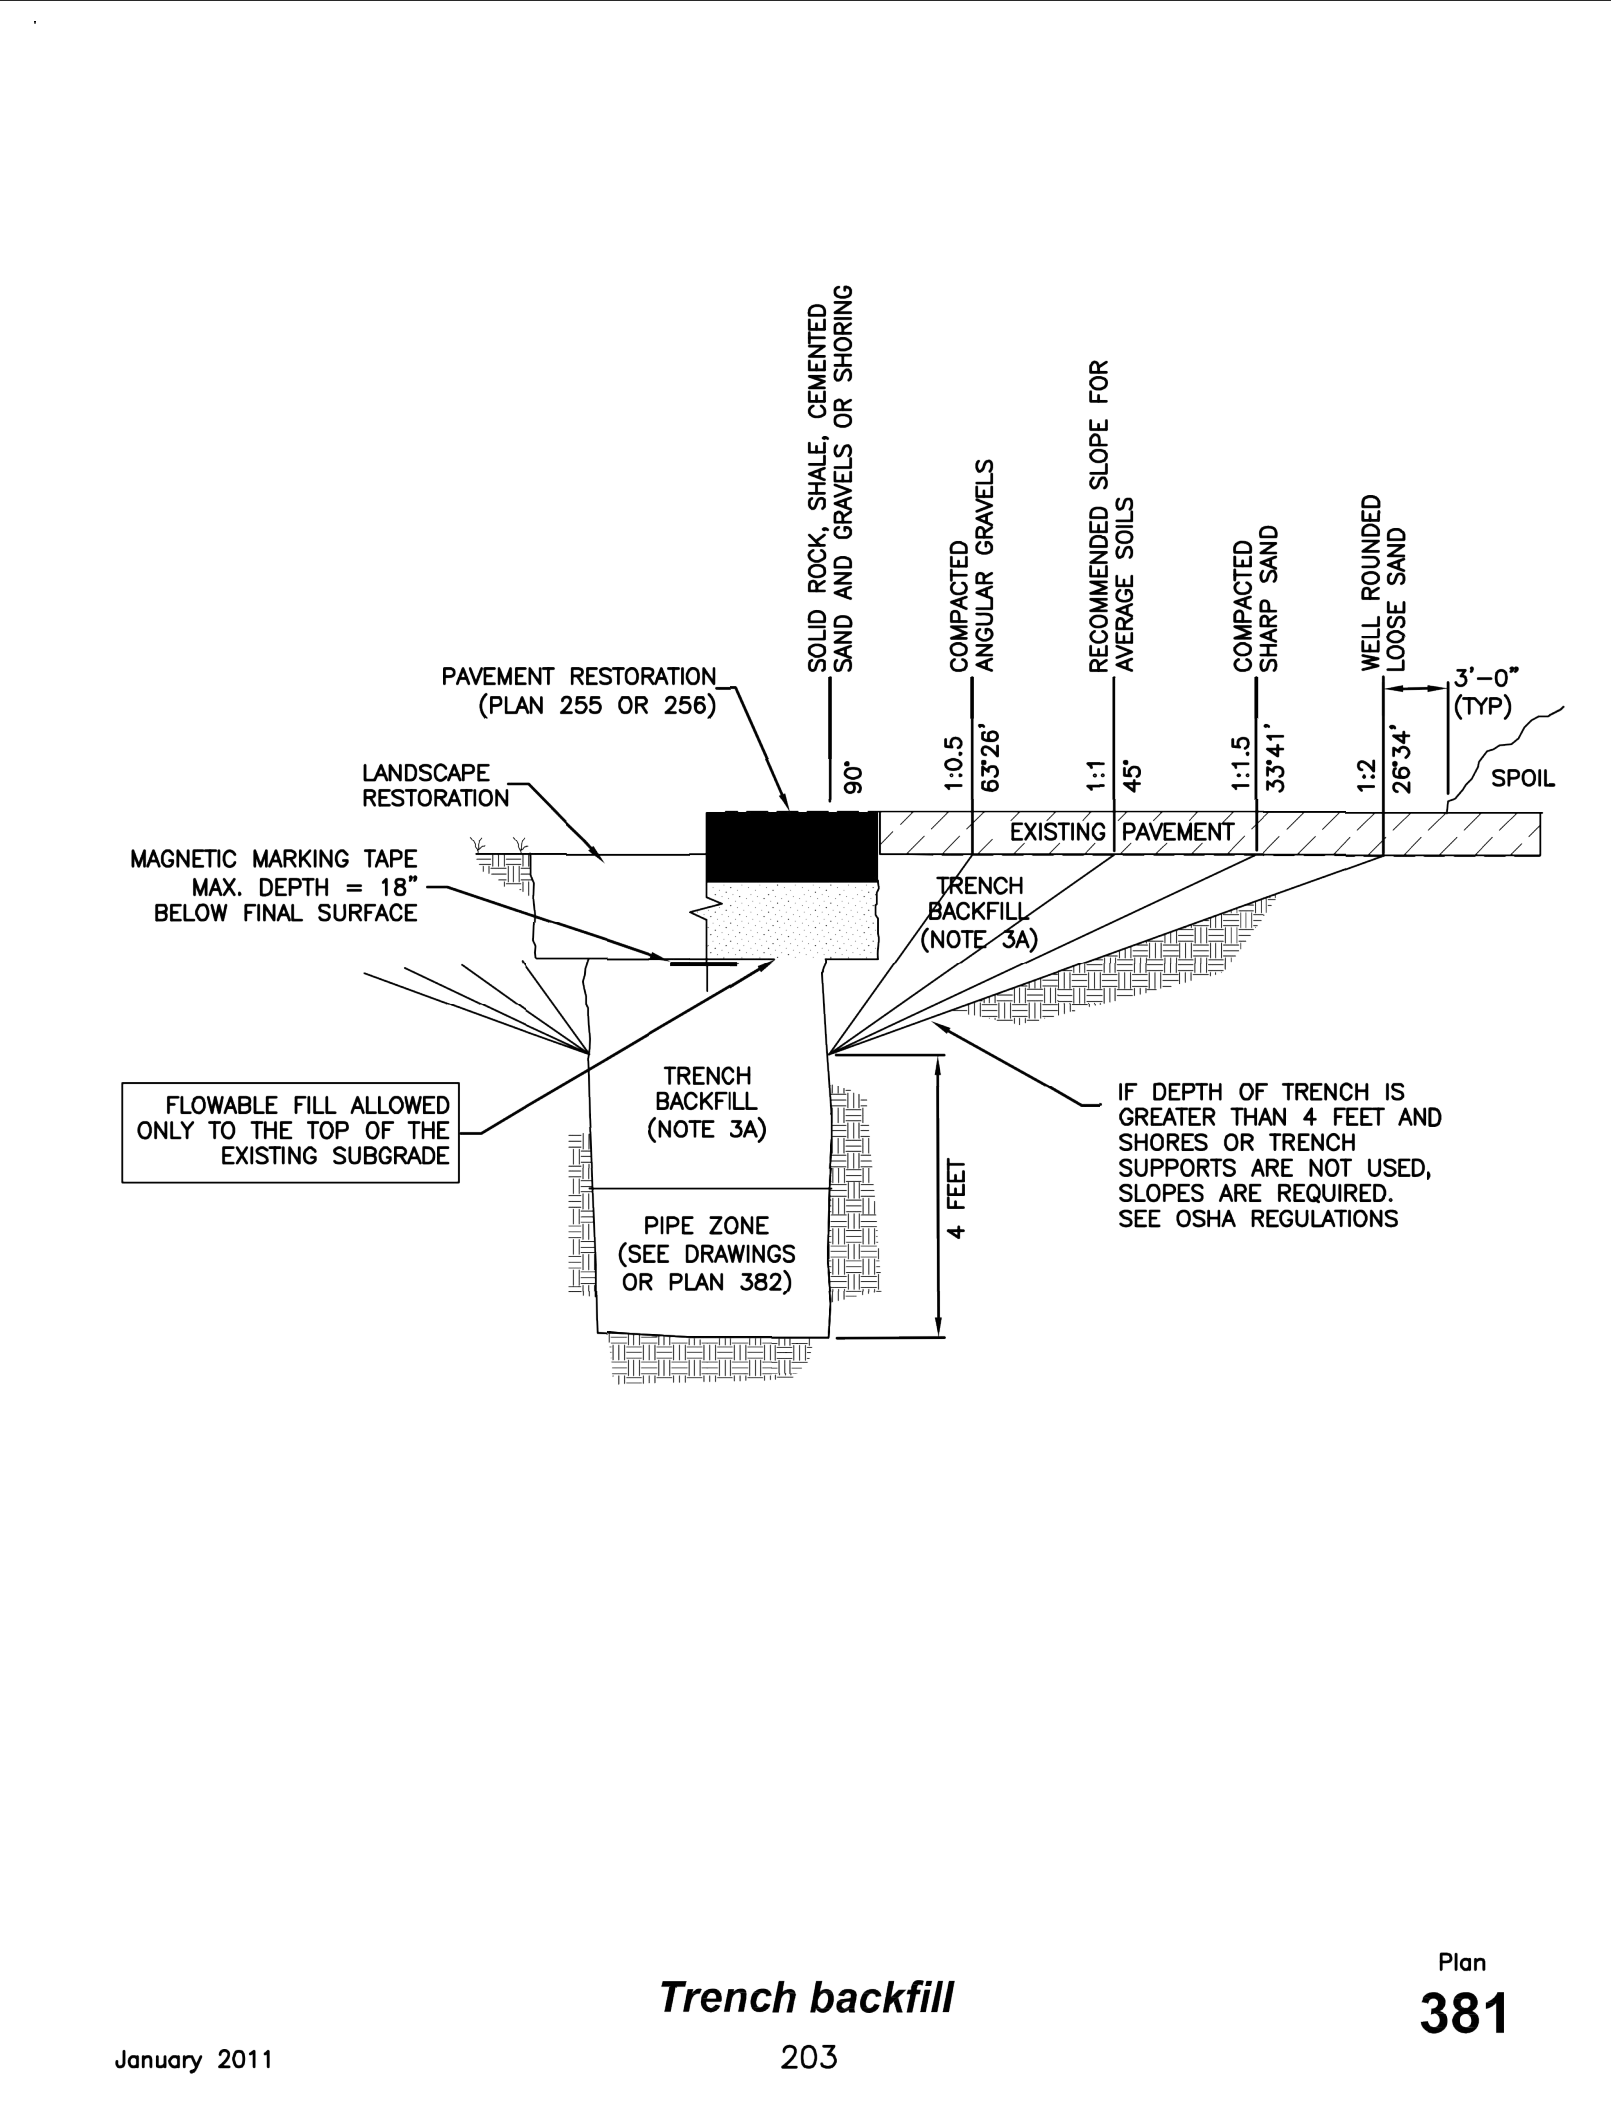 SOLID ROCK, SHALE, CEMENTED
SAND AND GRAVELS OR SHORING
COMPACTED
ANGULAR GRAVELS
RECOMMENDED SLOPE FOR
AVERAGE SOILS
COMPACTED
SHARP SAND
WELL ROUNDED
LOOSE SAND
PAVEMENT RESTORATION
(PLAN 255 OR 256)
3'-0"
(TYP)
90°
1:0.5
63°26'
1:1
45°
1:1.5
33°41'
1:2
26°34'
SPOIL
LANDSCAPE
RESTORATION
EXISTING PAVEMENT
MAGNETIC MARKING TAPE
MAX. DEPTH = 18"
BELOW FINAL SURFACE
TRENCH
BACKFILL
(NOTE 3A)
FLOWABLE FILL ALLOWED
ONLY TO THE TOP OF THE
EXISTING SUBGRADE
TRENCH
BACKFILL
(NOTE 3A)
IF DEPTH OF TRENCH IS
GREATER THAN 4 FEET AND
SHORES OR TRENCH
SUPPORTS ARE NOT USED,
SLOPES ARE REQUIRED.
SEE OSHA REGULATIONS
4 FEET
PIPE ZONE
(SEE DRAWINGS
OR PLAN 382)
Plan
381
Trench backfill
January 2011
203